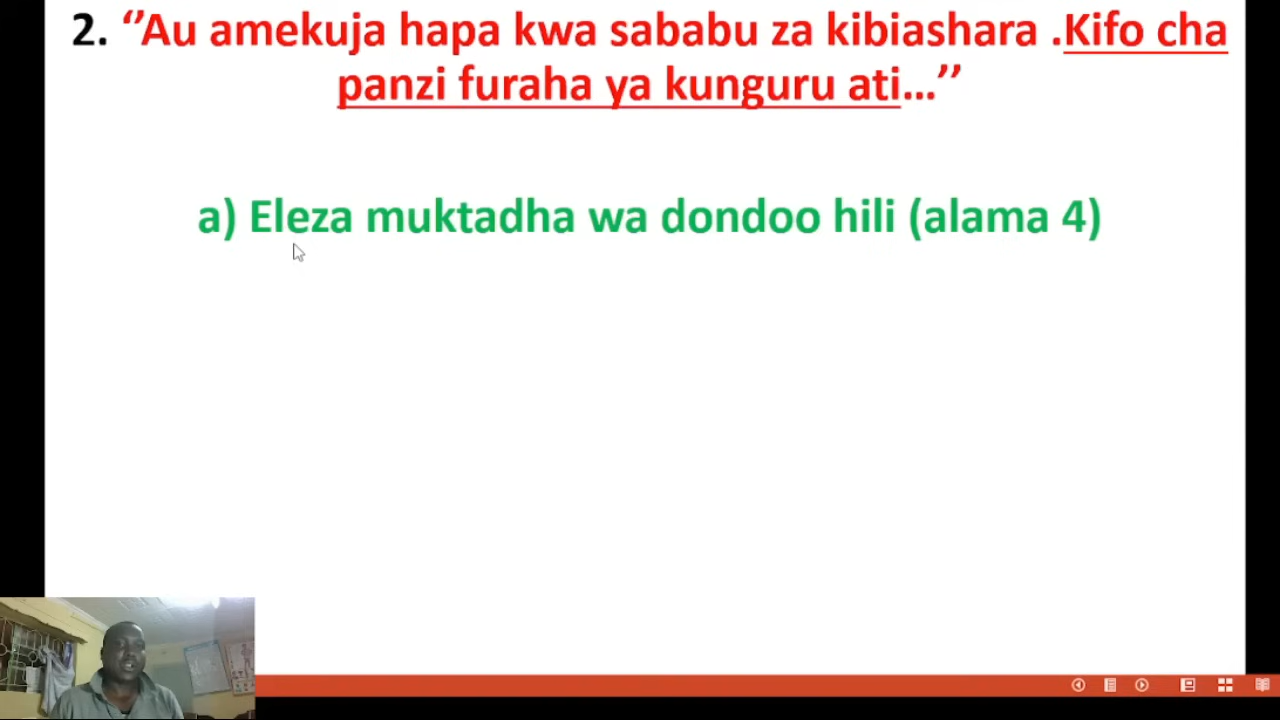 2. ‘’Au amekuja hapa kwa sababu za kibiashara .Kifo cha
panzi furaha ya kunguru ati…’’
a) Eleza muktadha wa dondoo hili (alama 4)